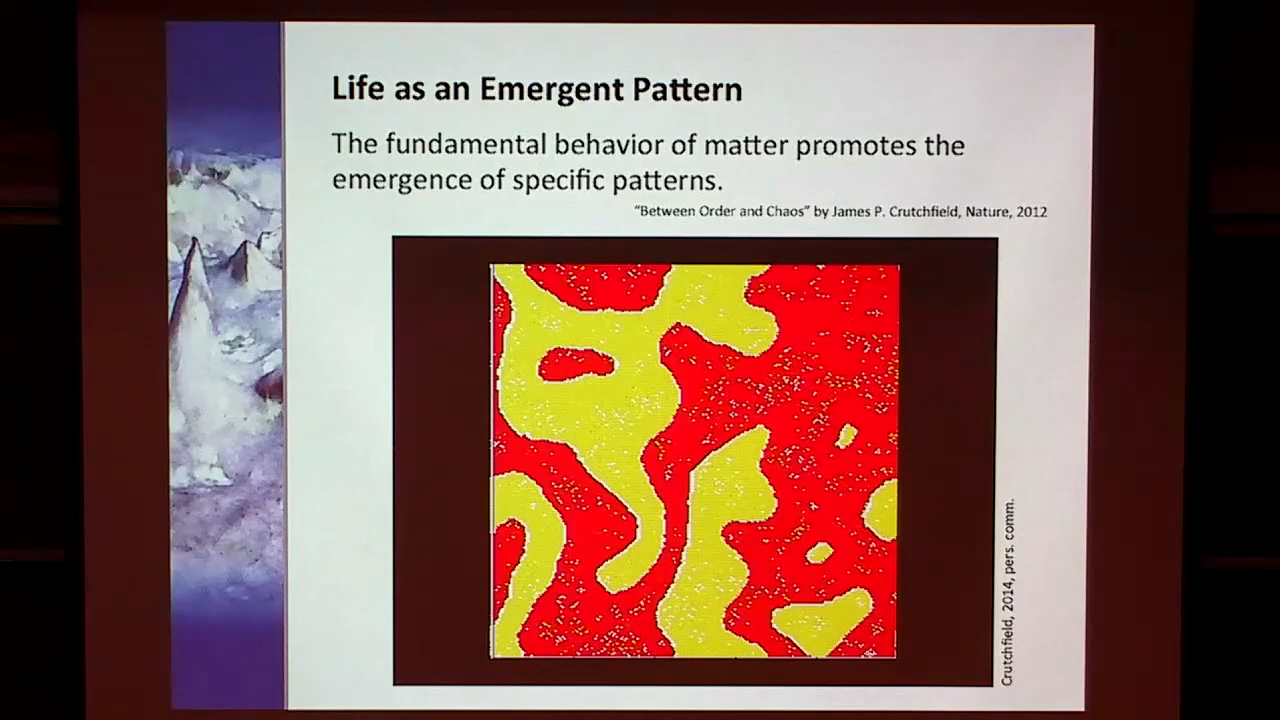 Life as an Emergent Pattern
The fundamental behavior of matter promotes the
emergence of specific patterns.
“Between Order and Chaos” by James P. Crutchfield, Nature, 2012
Crutchfield, 2014, pers. comm.